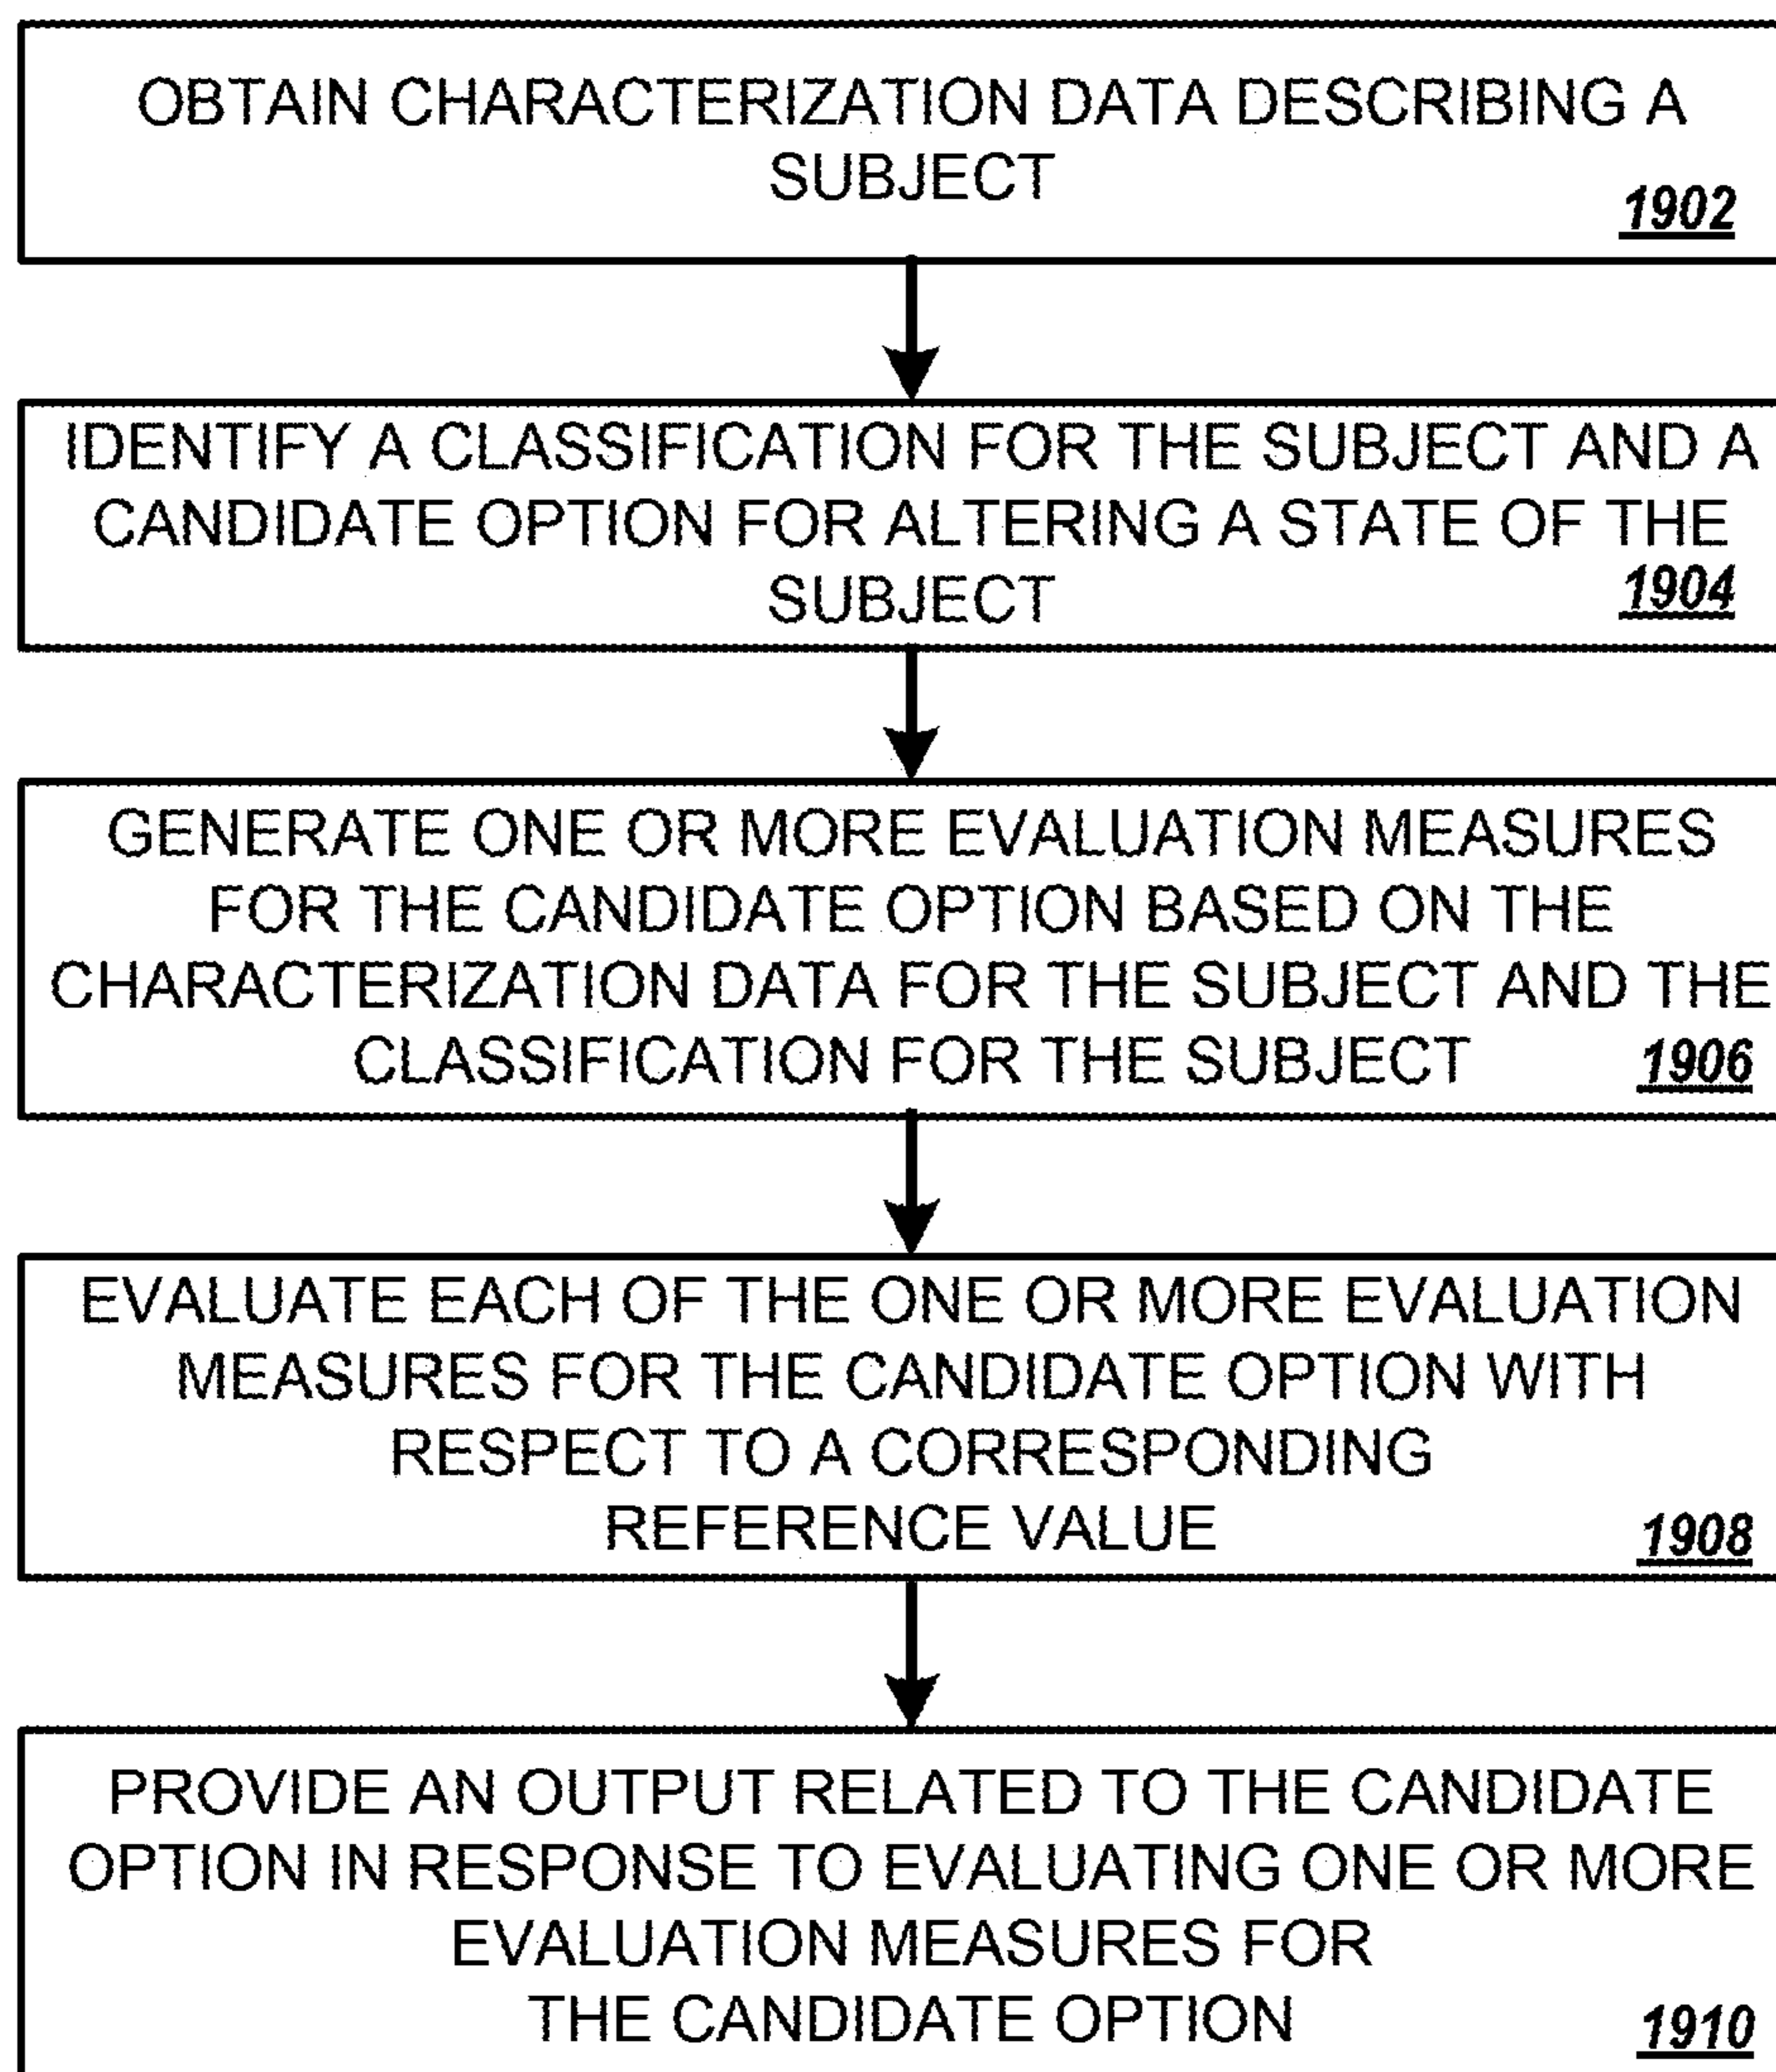 OBTAIN CHARACTERIZATION DATA DESCRIBING A
SUBJECT
1902
IDENTIFY A CLASSIFICATION FOR THE SUBJECT AND A
CANDIDATE OPTION FOR ALTERING A STATE OF THE
SUBJECT
1904
GENERATE ONE OR MORE EVALUATION MEASURES
FOR THE CANDIDATE OPTION BASED ON THE
CHARACTERIZATION DATA FOR THE SUBJECT AND THE
CLASSIFICATION FOR THE SUBJECT
1906
EVALUATE EACH OF THE ONE OR MORE EVALUATION
MEASURES FOR THE CANDIDATE OPTION WITH
RESPECT TO A CORRESPONDING
REFERENCE VALUE
1908
PROVIDE AN OUTPUT RELATED TO THE CANDIDATE
OPTION IN RESPONSE TO EVALUATING ONE OR MORE
EVALUATION MEASURES FOR
THE CANDIDATE OPTION
1910